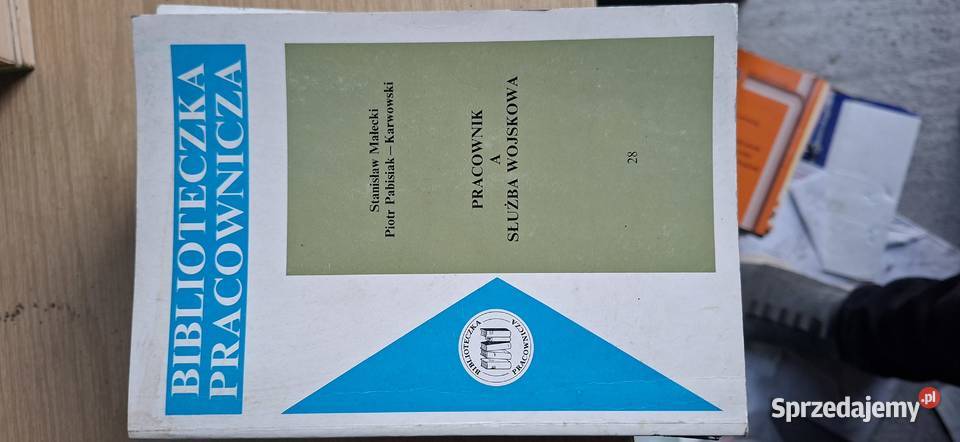 BIBLIOTECZKA
PRACOWNICZA
Stanisław Małecki
Piotr Pabisiak – Karwowski
PRACOWNIK
A
SŁUŻBA WOJSKOWA
28
BIBLIOTECZKA
PRACOWNICZA
Sprzedajemy.pl